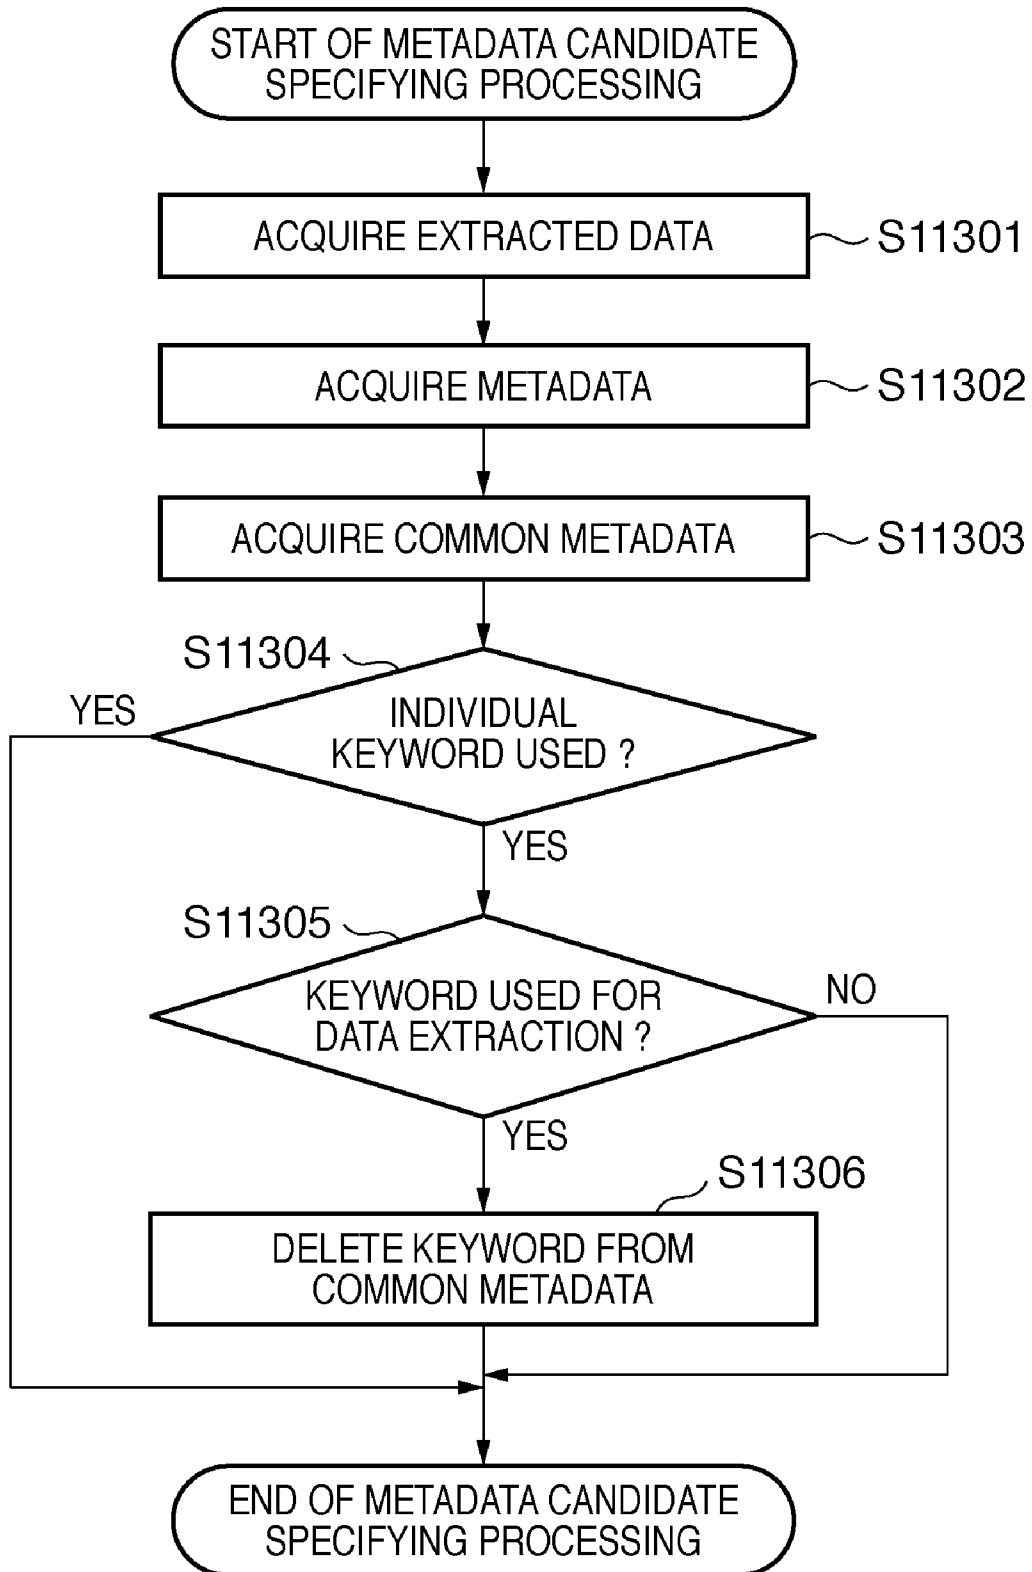 START OF METADATA CANDIDATE
SPECIFYING PROCESSING
ACQUIRE EXTRACTED DATA
S11301
ACQUIRE METADATA
S11302
ACQUIRE COMMON METADATA
S11303
S11304
YES
INDIVIDUAL
KEYWORD USED ?
YES
S11305
KEYWORD USED FOR
DATA EXTRACTION ?
NO
YES
S11306
DELETE KEYWORD FROM
COMMON METADATA
END OF METADATA CANDIDATE
SPECIFYING PROCESSING